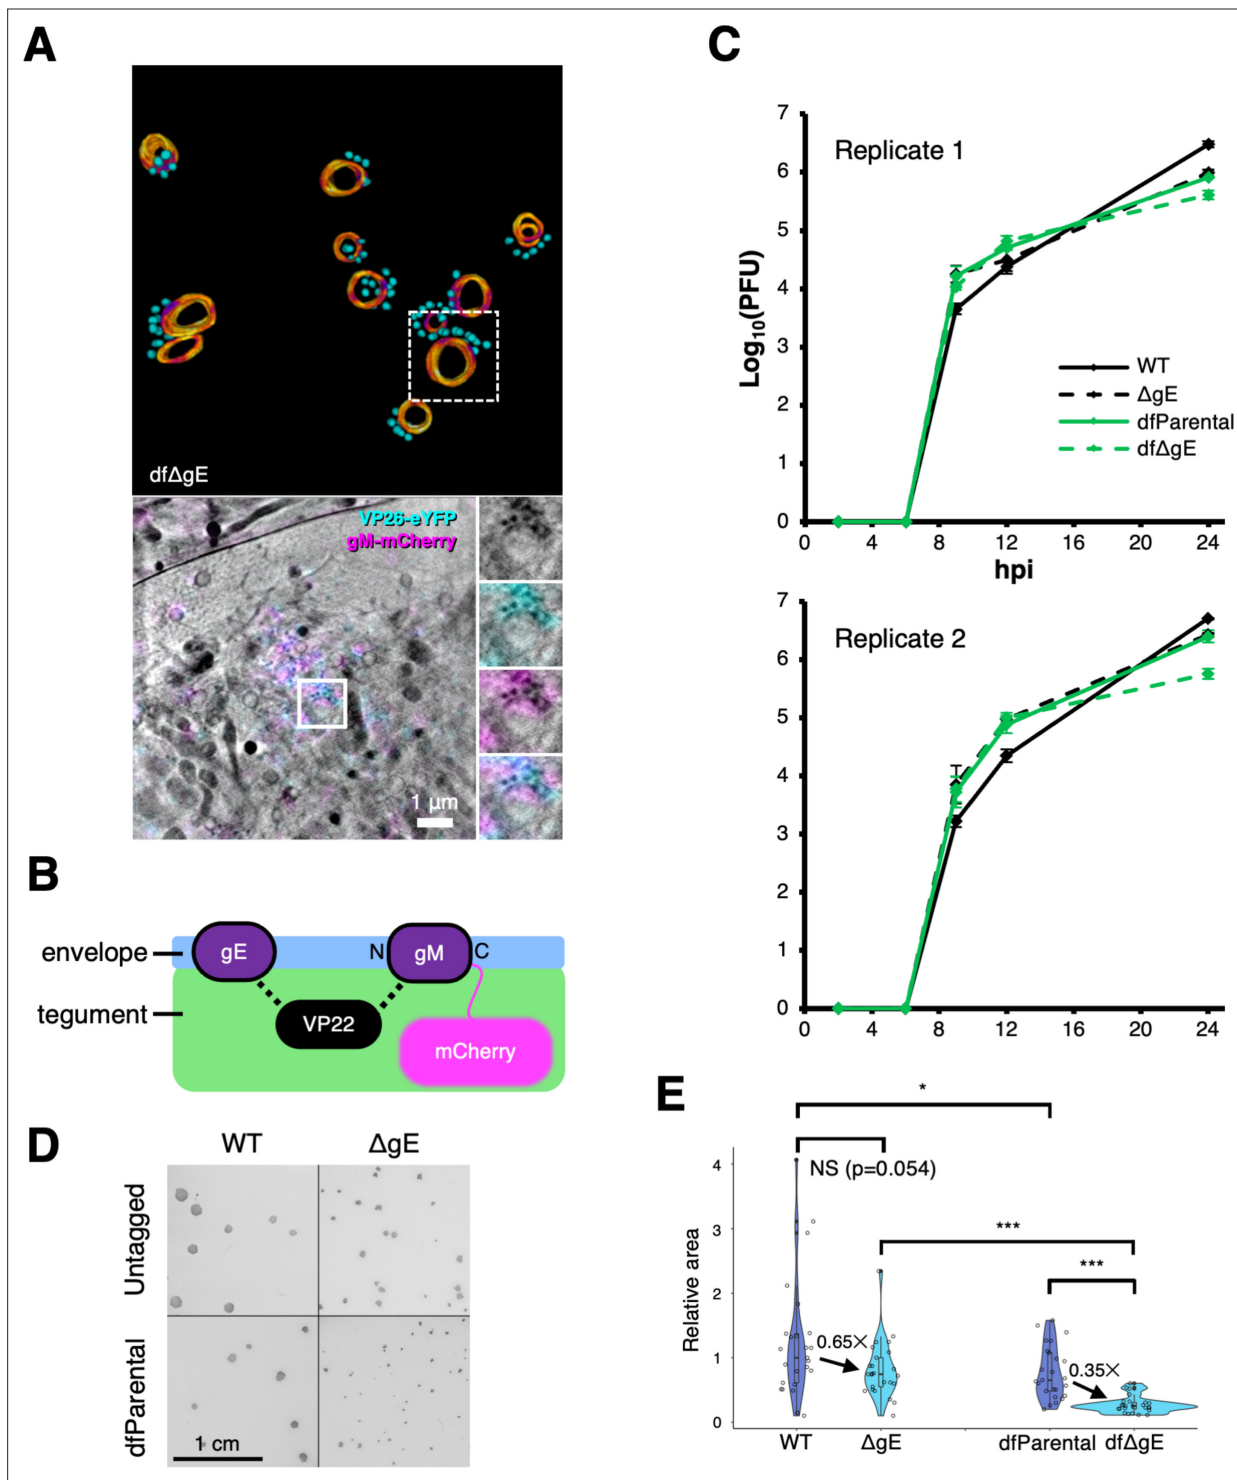 A
dfΔgE
VP26-eYFP
gM-mCherry
1 µm
B
envelope
tegument
gE
N
gM
C
VP22
mCherry
C
Log10(PFU)
7
6
5
4
3
2
1
0
Replicate 1
WT
ΔgE
dfParental
dfΔgE
0 4 8 12 16 20 24
hpi
7
6
5
4
3
2
1
0
Replicate 2
0 4 8 12 16 20 24
D
WT ΔgE
Untagged
dfParental
1 cm
E
Relative area
4
3
2
1
0
*
NS (p=0.054)
***
***
0.65×
0.35×
WT ΔgE dfParental dfΔgE